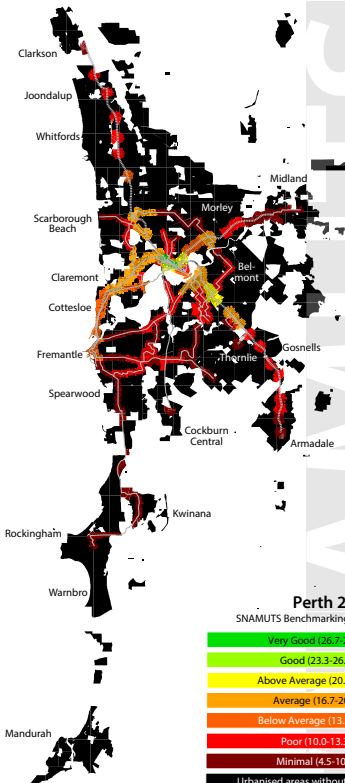 Clarkson
Joondalup
Whitfords
Midland
Morley
Scarborough
Beach
Bel-
mont
Claremont
Cottesloe
Fremantle
Gosnells
Thornlie
Spearwood
Cockburn
Central
Armadale
Kwinana
Rockingham
Warnbro
Perth 2
SNAMUTS Benchmarking
Very Good (26.7-
Good (23.3-26.
Above Average (20.
Average (16.7-2
Below Average (13.
Poor (10.0-13.
Minimal (4.5-10
Mandurah
Urbanised areas without